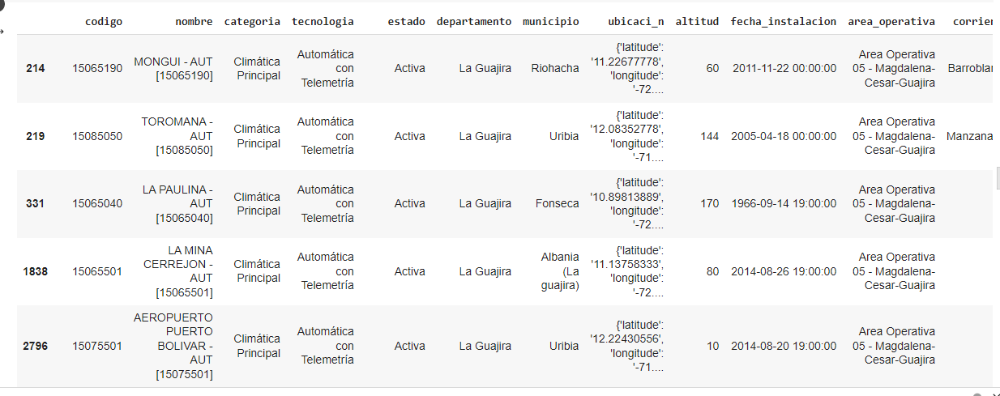 codigo nombre categoria tecnologia estado departamento municipio ubicaci_n altitud fecha_instalacion area_operativa corrien
214 15065190 MONGUI - AUT [15065190] Climática Principal Automática con Telemetría Activa La Guajira Riohacha {'latitude': '11.22677778', 'longitude': '-72.... 60 2011-11-22 00:00:00 Area Operativa 05 - Magdalena-Cesar-Guajira Barroblan
219 15085050 TOROMANA - AUT [15085050] Climática Principal Automática con Telemetría Activa La Guajira Uribia {'latitude': '12.08352778', 'longitude': '-71.... 144 2005-04-18 00:00:00 Area Operativa 05 - Magdalena-Cesar-Guajira Manzana
331 15065040 LA PAULINA - AUT [15065040] Climática Principal Automática con Telemetría Activa La Guajira Fonseca {'latitude': '10.89813889', 'longitude': '-72.... 170 1966-09-14 19:00:00 Area Operativa 05 - Magdalena-Cesar-Guajira
1838 15065501 LA MINA CERREJON - AUT [15065501] Climática Principal Automática con Telemetría Activa La Guajira Albania (La guajira) {'latitude': '11.13758333', 'longitude': '-72.... 80 2014-08-26 19:00:00 Area Operativa 05 - Magdalena-Cesar-Guajira
2796 15075501 AEROPUERTO PUERTO BOLIVAR - AUT [15075501] Climática Principal Automática con Telemetría Activa La Guajira Uribia {'latitude': '12.22430556', 'longitude': '-71.... 10 2014-08-20 19:00:00 Area Operativa 05 - Magdalena-Cesar-Guajira